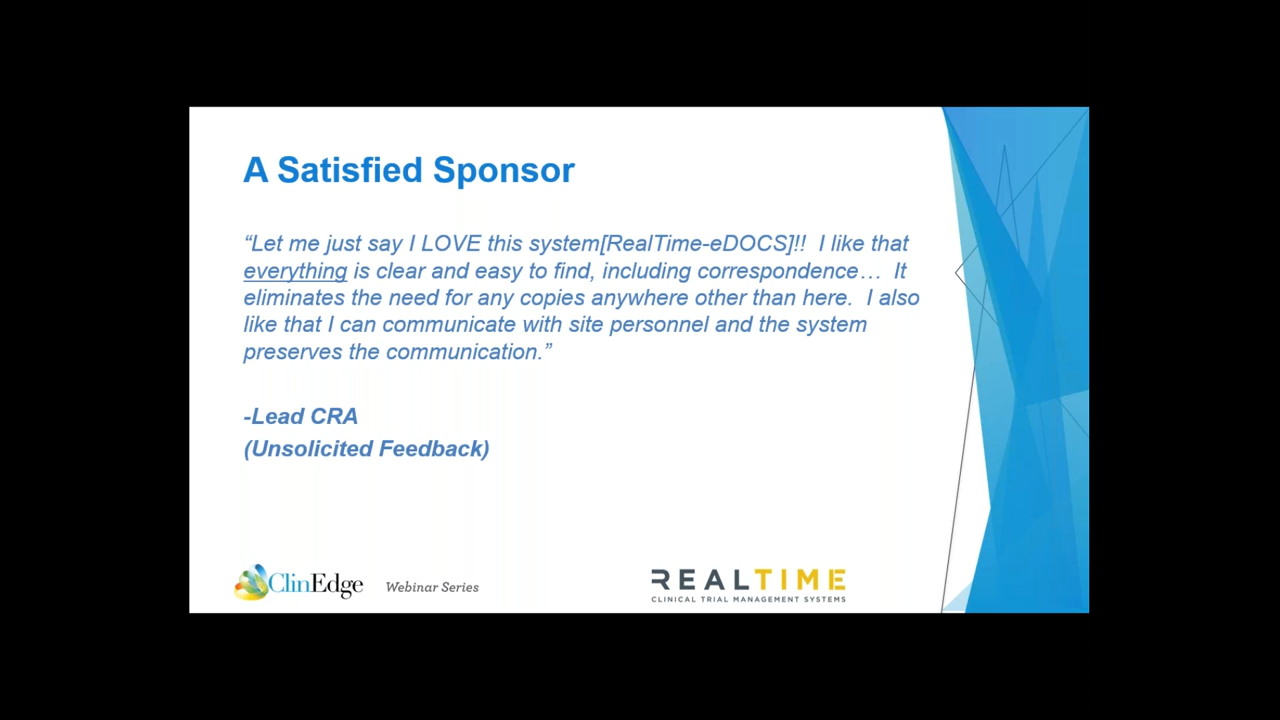 A Satisfied Sponsor
“Let me just say I LOVE this system[RealTime-eDOCS]!!  I like that
everything is clear and easy to find, including correspondence…  It
eliminates the need for any copies anywhere other than here.  I also
like that I can communicate with site personnel and the system
preserves the communication.”
-Lead CRA
(Unsolicited Feedback)
ClinEdge Webinar Series
REALTIME
CLINICAL TRIAL MANAGEMENT SYSTEMS